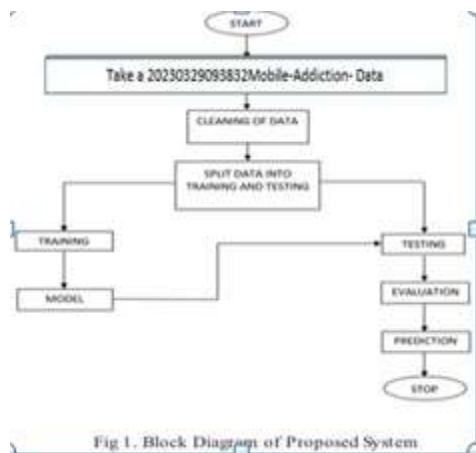 START
Take a 20230329093832Mobile-Addiction- Data
CLEANING OF DATA
SPLIT DATA INTO
TRAINING AND TESTING
TRAINING
TESTING
MODEL
EVALUATION
PREDICTION
STOP
Fig 1. Block Diagram of Proposed System